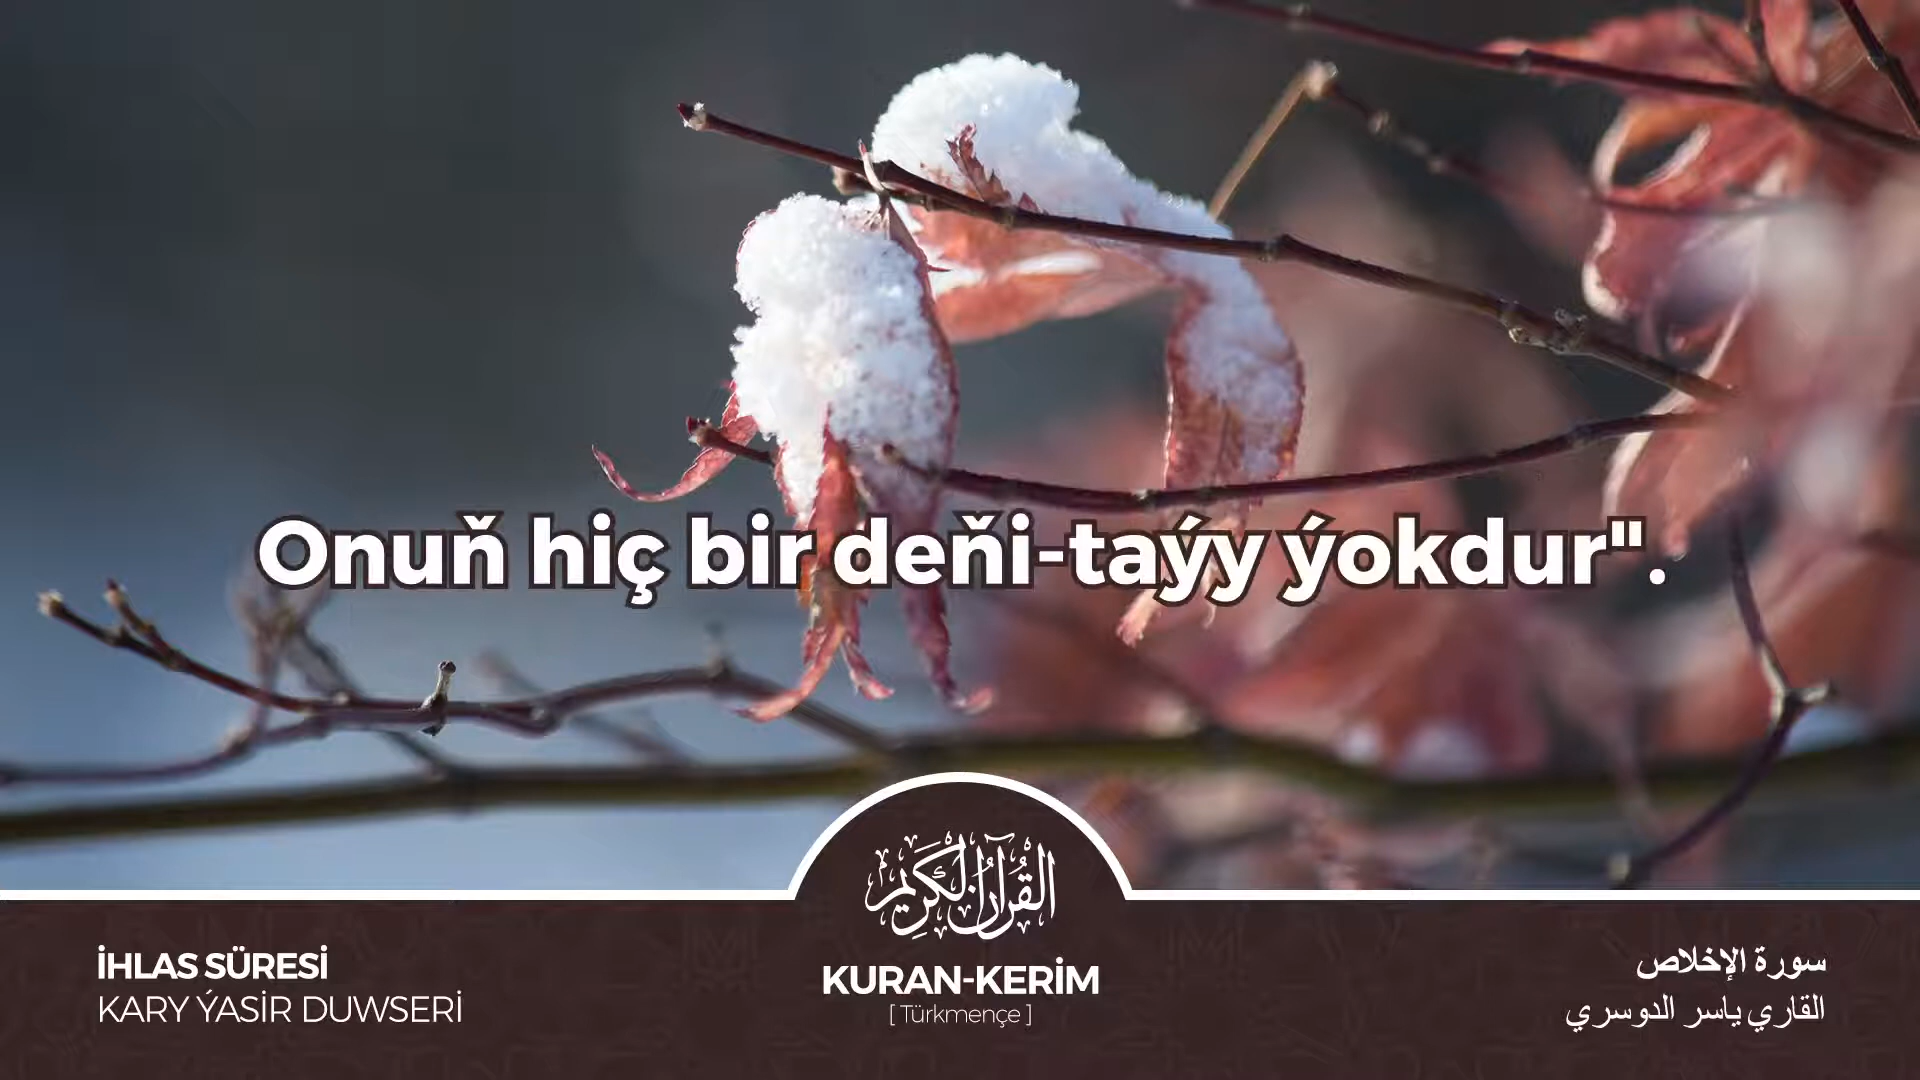 Onuň hiç bir deňi-taýy ýokdur".
القرآن الكريم
İHLAS SÜRESİ
KARY ÝASİR DUWSERİ
KURAN-KERİM
[ Türkmençe ]
سورة الإخلاص
القاري ياسر الدوسري